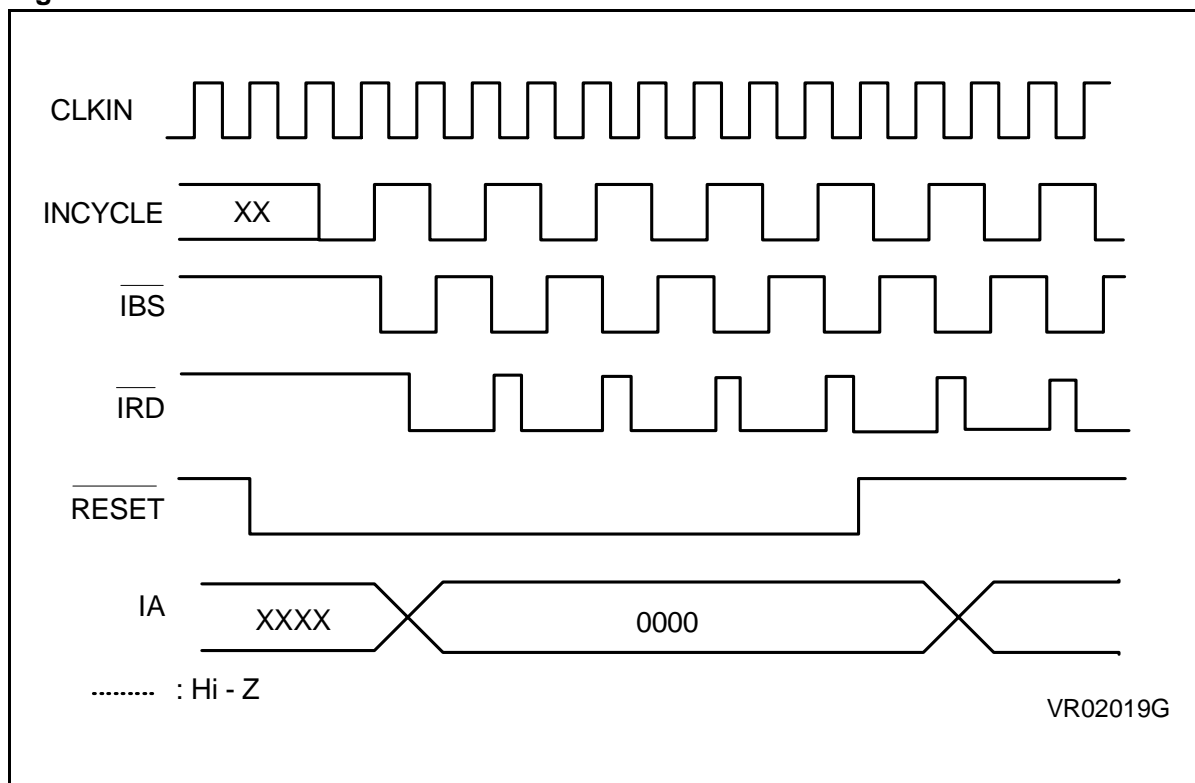 CLKIN
INCYCLE XX
IBS
IRD
RESET
IA XXXX 0000
......... : Hi - Z
VR02019G